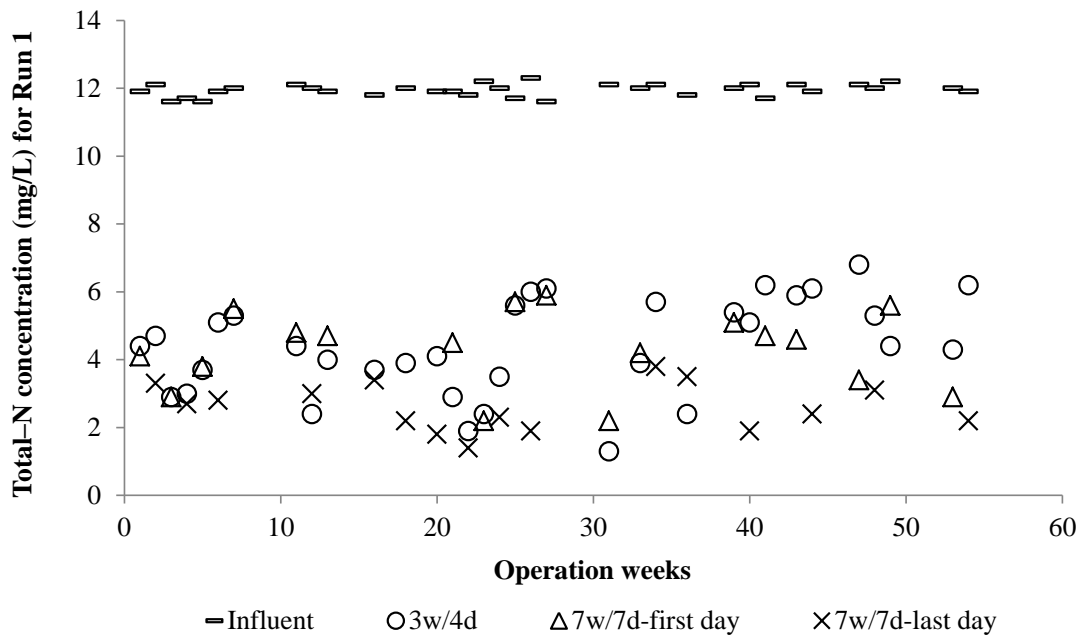 Total–N concentration (mg/L) for Run 1
14
12
10
8
6
4
2
0
0 10 20 30 40 50 60
Operation weeks
Influent 3w/4d 7w/7d-first day 7w/7d-last day